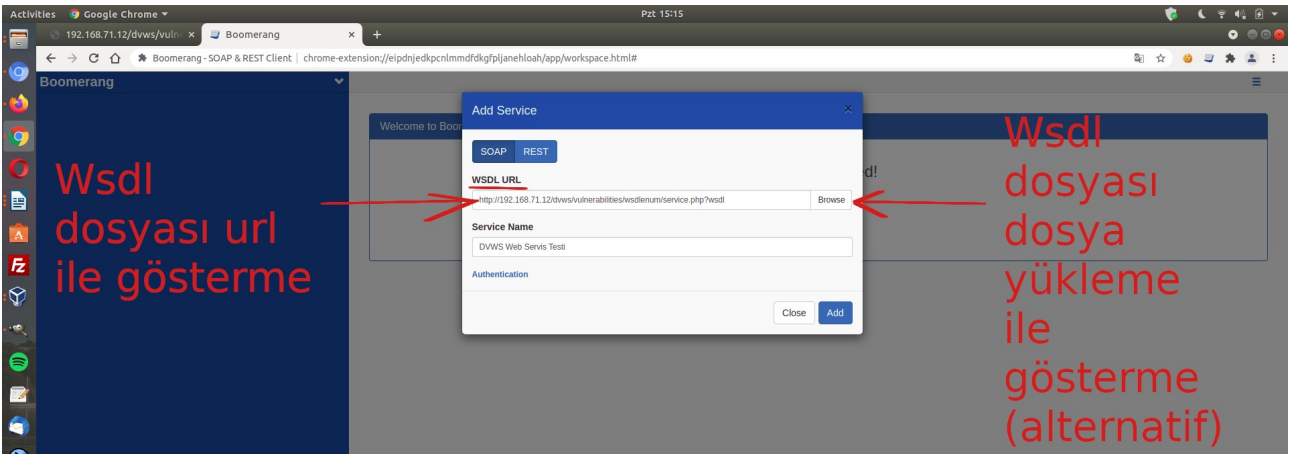 Activities Google Chrome Pzt 15:15
192.168.71.12/dvws/vuln Boomerang
Boomerang - SOAP & REST Client chrome-extension://eipdnjedkpcnlmmdfdkgfpljanehloah/app/workspace.html#
Boomerang
Add Service
Welcome to Boor
SOAP REST
d!
WSDL URL
http://192.168.71.12/dvws/vulnerabilities/wsdlenum/service.php?wsdl Browse
Service Name
DVWS Web Servis Testi
Authentication
Close Add
Wsdl
dosyası url
ile gösterme
Wsdl
dosyası
dosya
yükleme
ile
gösterme
(alternatif)